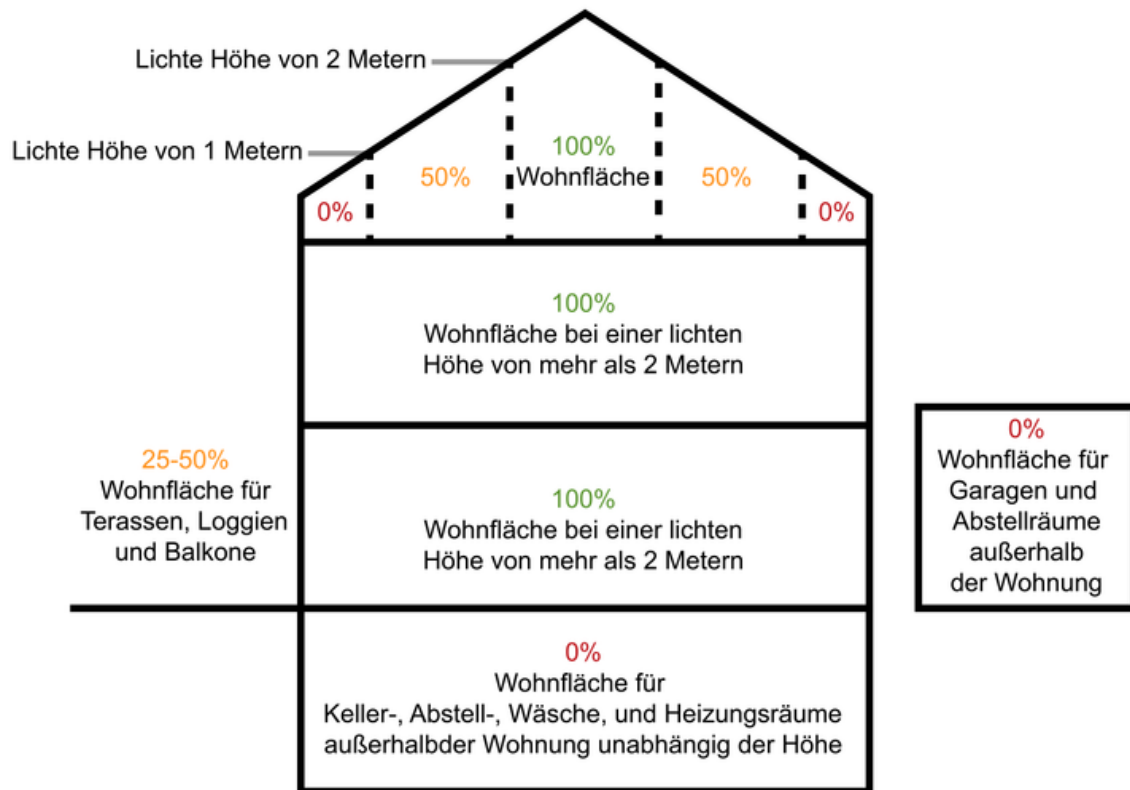 Lichte Höhe von 2 Metern
Lichte Höhe von 1 Metern
0%
50%
100%
Wohnfläche
50%
0%
100%
Wohnfläche bei einer lichten
Höhe von mehr als 2 Metern
25-50%
Wohnfläche für
Terassen, Loggien
und Balkone
100%
Wohnfläche bei einer lichten
Höhe von mehr als 2 Metern
0%
Wohnfläche für
Garagen und
Abstellräume
außerhalb
der Wohnung
0%
Wohnfläche für
Keller-, Abstell-, Wäsche, und Heizungsräume
außerhalbder Wohnung unabhängig der Höhe